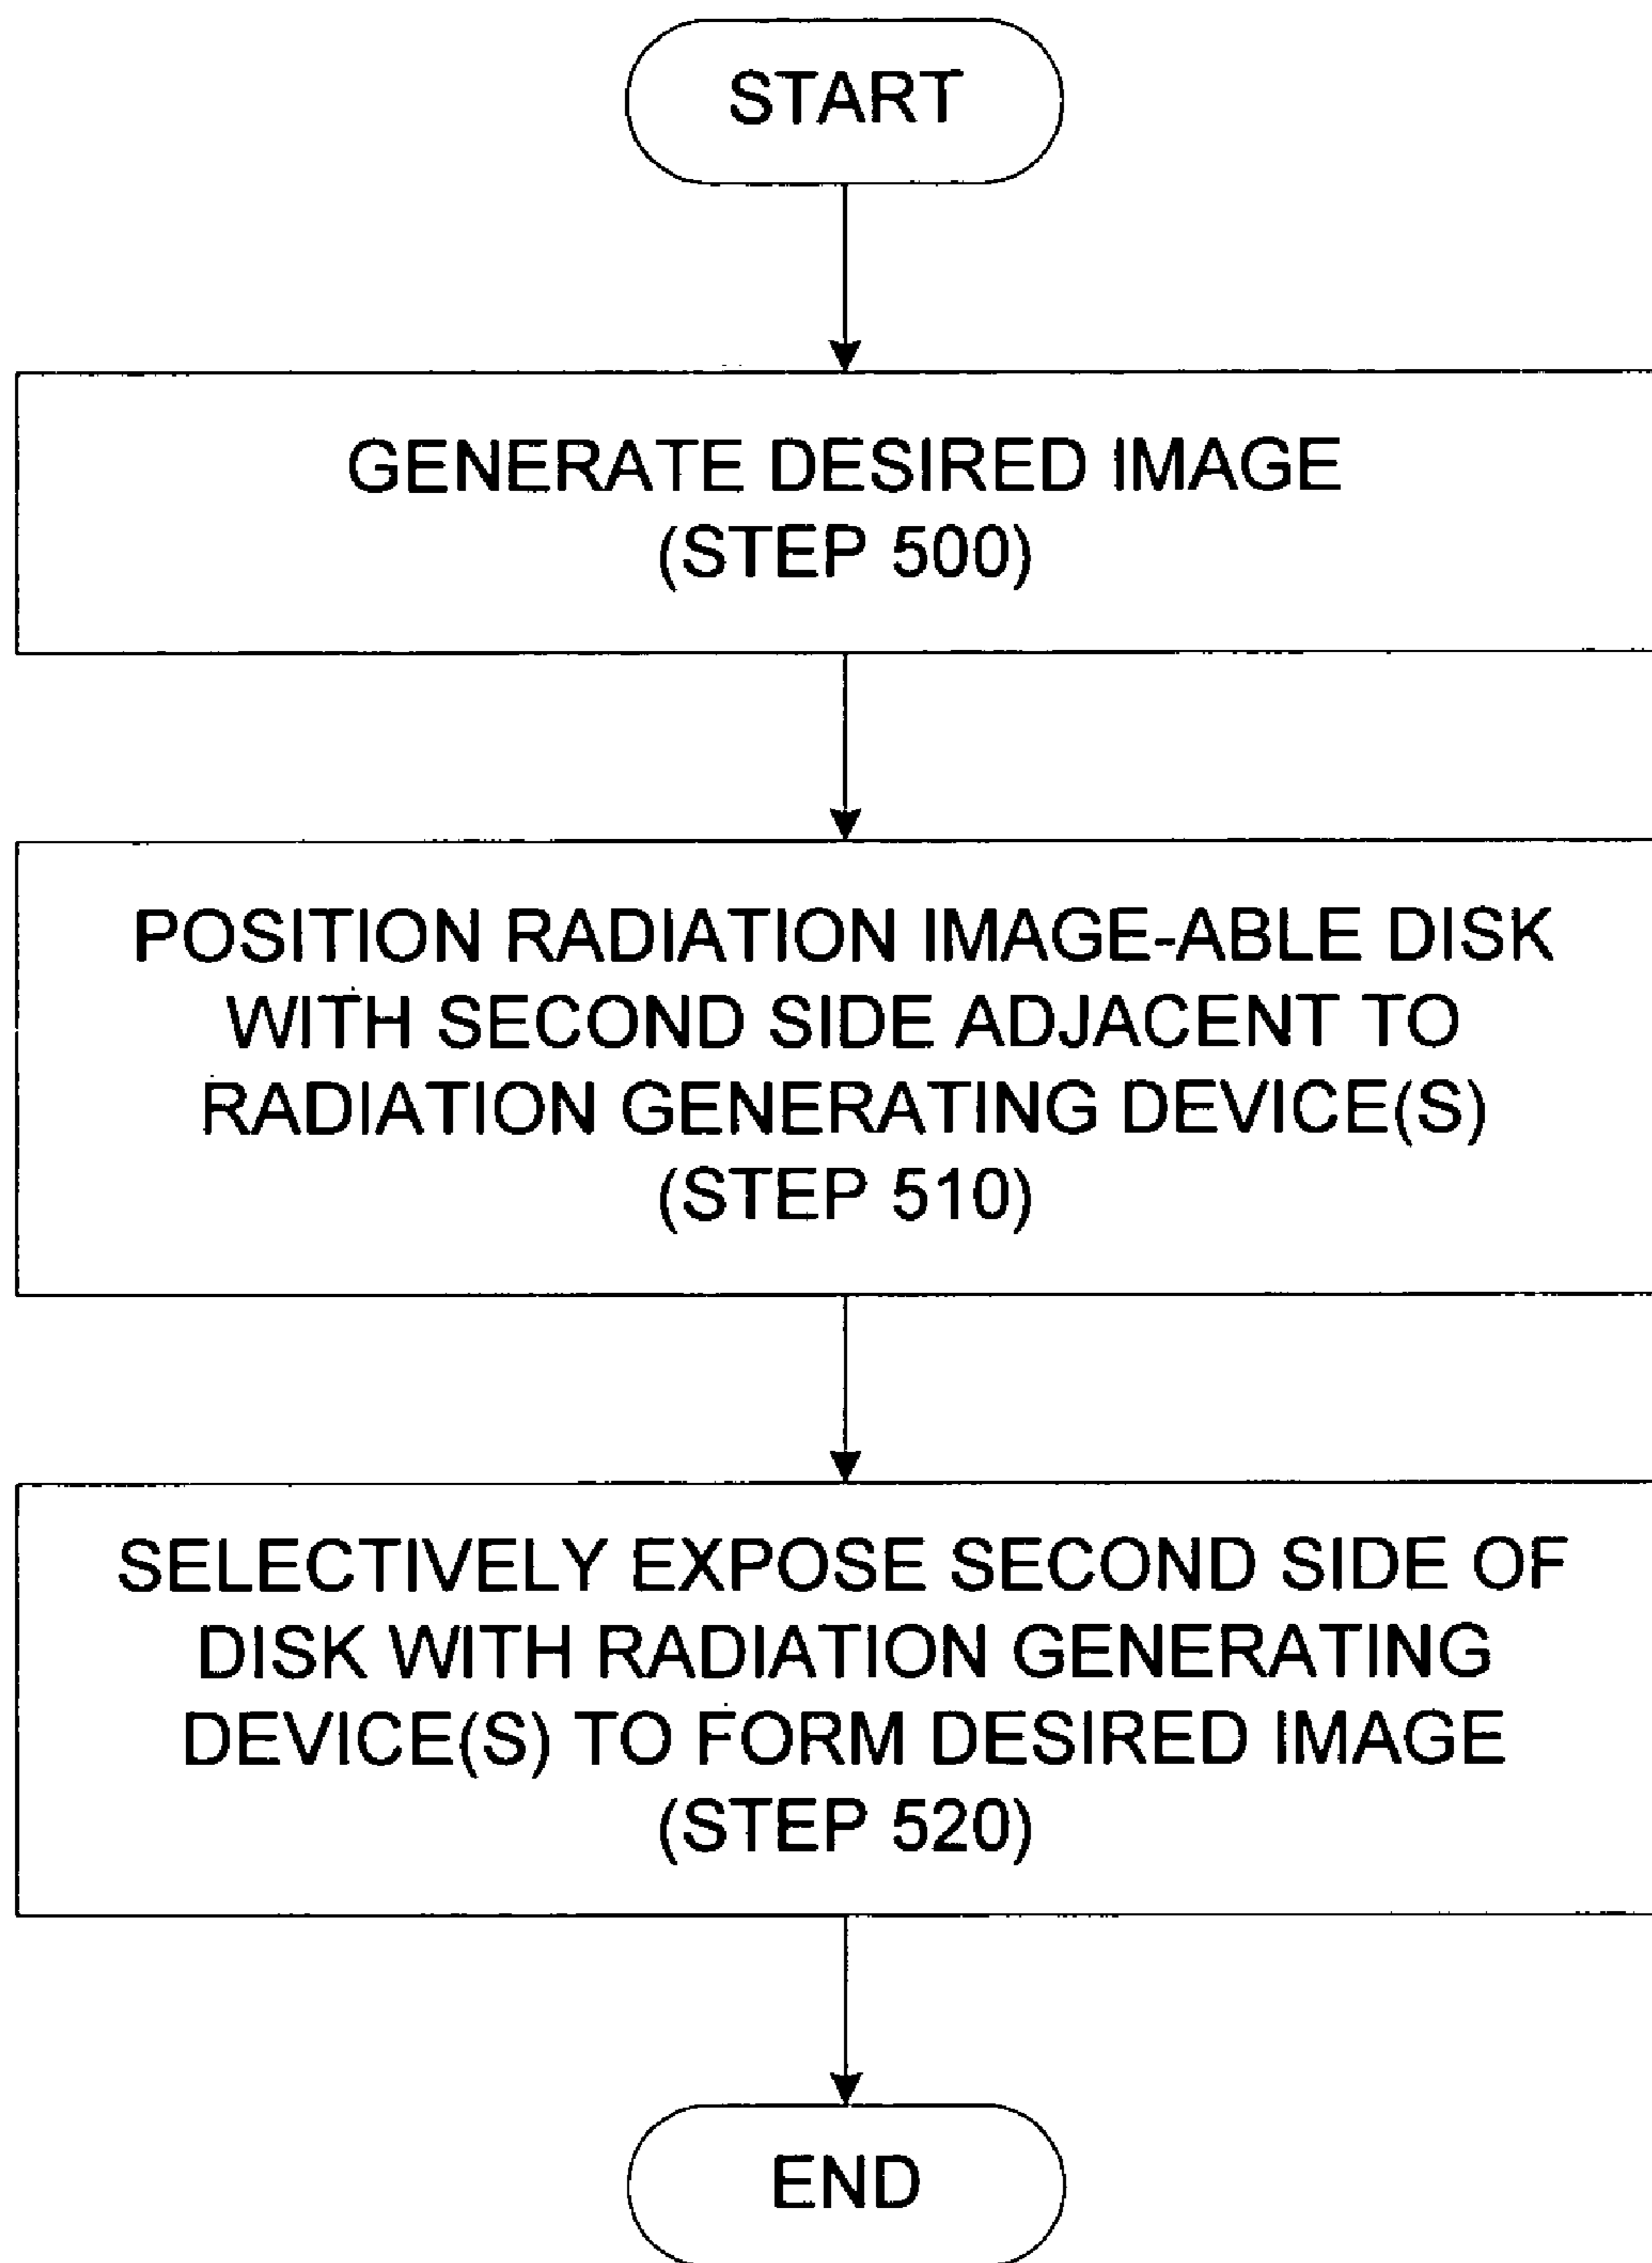 START
GENERATE DESIRED IMAGE
(STEP 500)
POSITION RADIATION IMAGE-ABLE DISK
WITH SECOND SIDE ADJACENT TO
RADIATION GENERATING DEVICE(S)
(STEP 510)
SELECTIVELY EXPOSE SECOND SIDE OF
DISK WITH RADIATION GENERATING
DEVICE(S) TO FORM DESIRED IMAGE
(STEP 520)
END